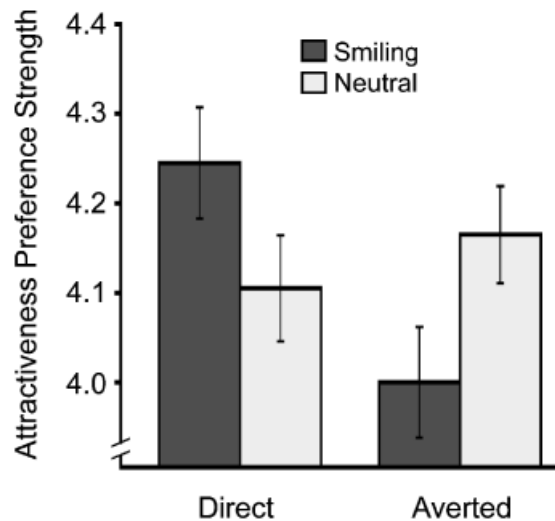 Attractiveness Preference Strength
4.4
4.3
4.2
4.1
4.0
Smiling
Neutral
Direct
Averted